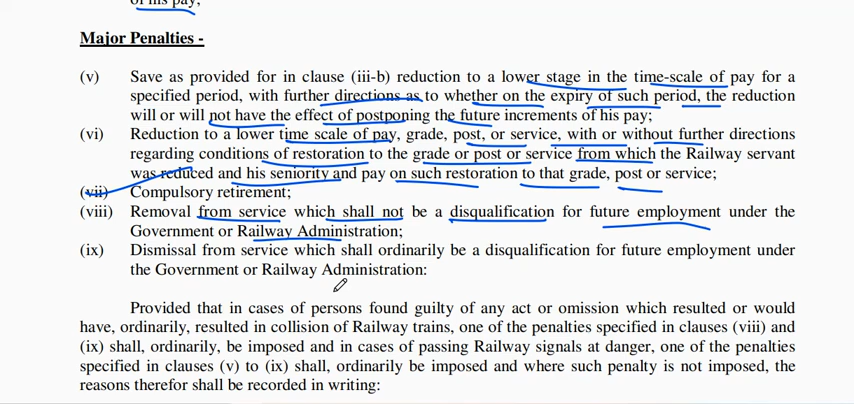 of his pay;
Major Penalties -
(v) Save as provided for in clause (iii-b) reduction to a lower stage in the time-scale of pay for a
specified period, with further directions as to whether on the expiry of such period, the reduction
will or will not have the effect of postponing the future increments of his pay;
(vi) Reduction to a lower time scale of pay, grade, post, or service, with or without further directions
regarding conditions of restoration to the grade or post or service from which the Railway servant
was reduced and his seniority and pay on such restoration to that grade, post or service;
(vii) Compulsory retirement;
(viii) Removal from service which shall not be a disqualification for future employment under the
Government or Railway Administration;
(ix) Dismissal from service which shall ordinarily be a disqualification for future employment under
the Government or Railway Administration:
Provided that in cases of persons found guilty of any act or omission which resulted or would
have, ordinarily, resulted in collision of Railway trains, one of the penalties specified in clauses (viii) and
(ix) shall, ordinarily, be imposed and in cases of passing Railway signals at danger, one of the penalties
specified in clauses (v) to (ix) shall, ordinarily be imposed and where such penalty is not imposed, the
reasons therefor shall be recorded in writing: